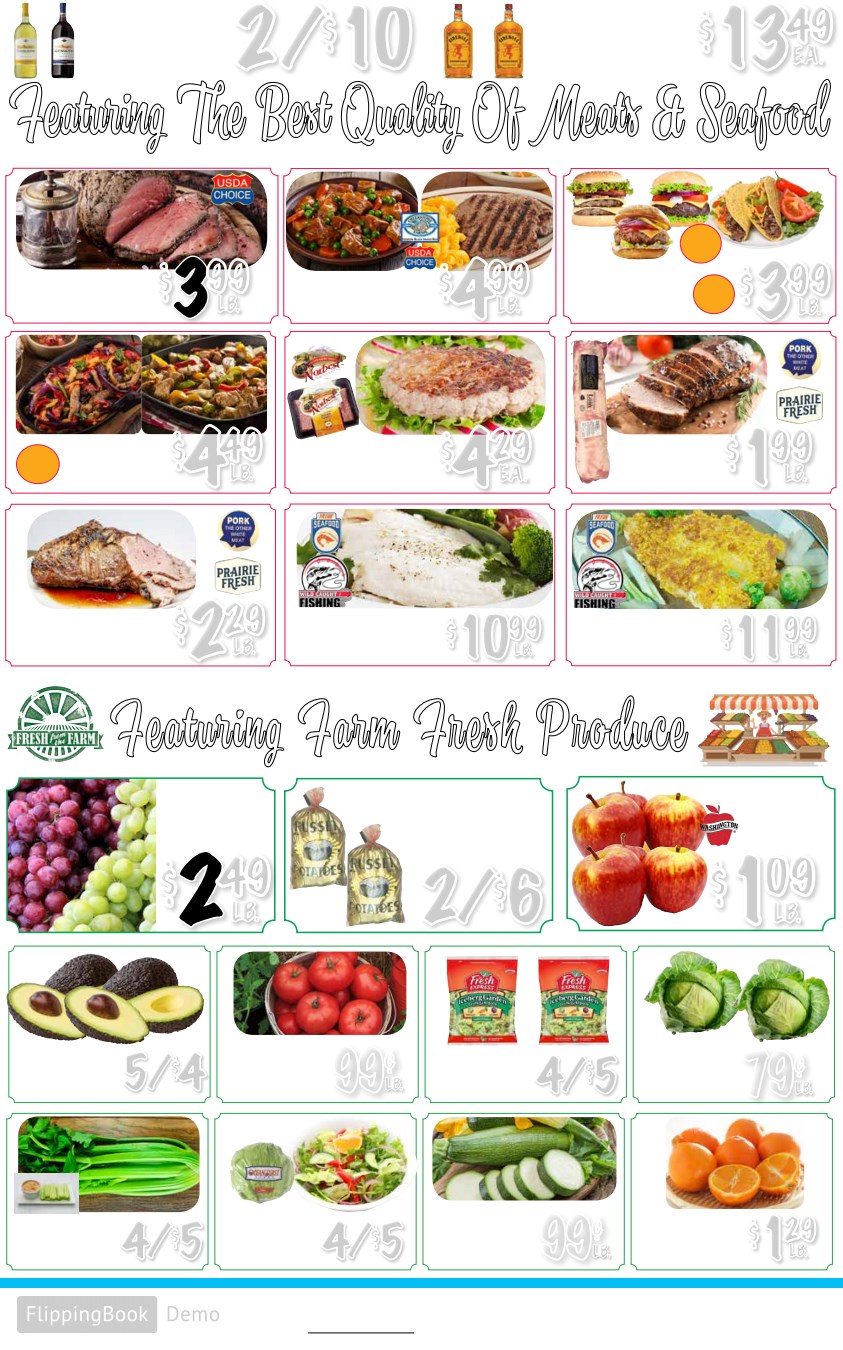 2/$10
$13.49 EA.
Featuring The Best Quality Of Meats & Seafood
USDA CHOICE
$3.99 LB.
USDA CHOICE
$4.99 LB.
$3.99 LB.
$4.49 LB.
Norbest
Norbest
$4.29 EA.
PORK THE OTHER WHITE MEAT
PRAIRIE FRESH
$1.99 LB.
PORK THE OTHER WHITE MEAT
PRAIRIE FRESH
$2.29 LB.
FRESH SEAFOOD
WILD CAUGHT FISHING
$10.99 LB.
FRESH SEAFOOD
WILD CAUGHT FISHING
$11.99 LB.
FRESH from the FARM
Featuring Farm Fresh Produce
$2.49 LB.
RUSSET POTATOES
RUSSET POTATOES
2/$6
WASHINGTON
$1.09 LB.
5/$4
99¢ LB.
Fresh EXPRESS
Iceberg Garden
Fresh EXPRESS
Iceberg Garden
4/$5
79¢ LB.
4/$5
4/$5
99¢ LB.
$1.29 LB.
FlippingBook Demo